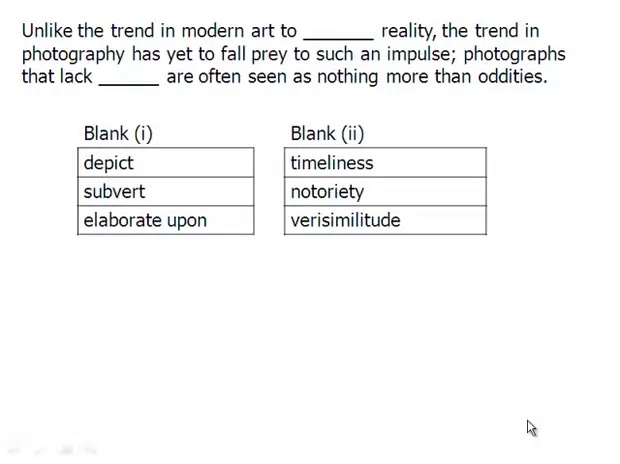 Unlike the trend in modern art to ________ reality, the trend in
photography has yet to fall prey to such an impulse; photographs
that lack _______ are often seen as nothing more than oddities.
Blank (i) Blank (ii)
depict timeliness
subvert notoriety
elaborate upon verisimilitude